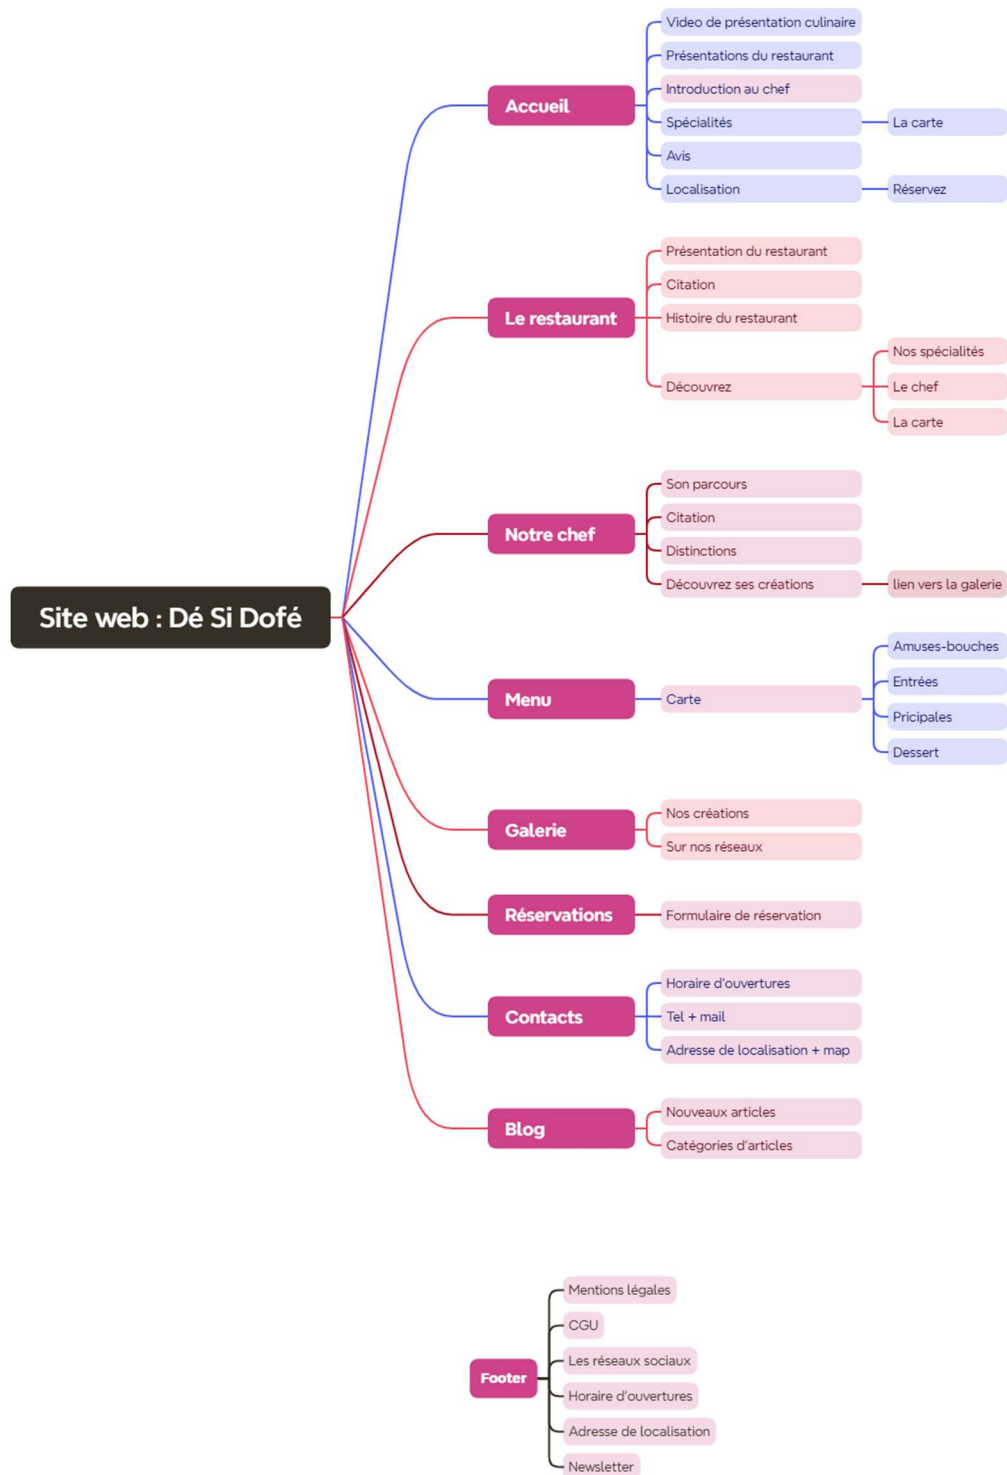 Site web : Dé Si Dofé
Accueil
Video de présentation culinaire
Présentations du restaurant
Introduction au chef
Spécialités
La carte
Avis
Localisation
Réservez
Le restaurant
Présentation du restaurant
Citation
Histoire du restaurant
Découvrez
Nos spécialités
Le chef
La carte
Notre chef
Son parcours
Citation
Distinctions
Découvrez ses créations
lien vers la galerie
Menu
Carte
Amuses-bouches
Entrées
Pricipales
Dessert
Galerie
Nos créations
Sur nos réseaux
Réservations
Formulaire de réservation
Contacts
Horaire d'ouvertures
Tel + mail
Adresse de localisation + map
Blog
Nouveaux articles
Catégories d'articles
Footer
Mentions légales
CGU
Les réseaux sociaux
Horaire d'ouvertures
Adresse de localisation
Newsletter